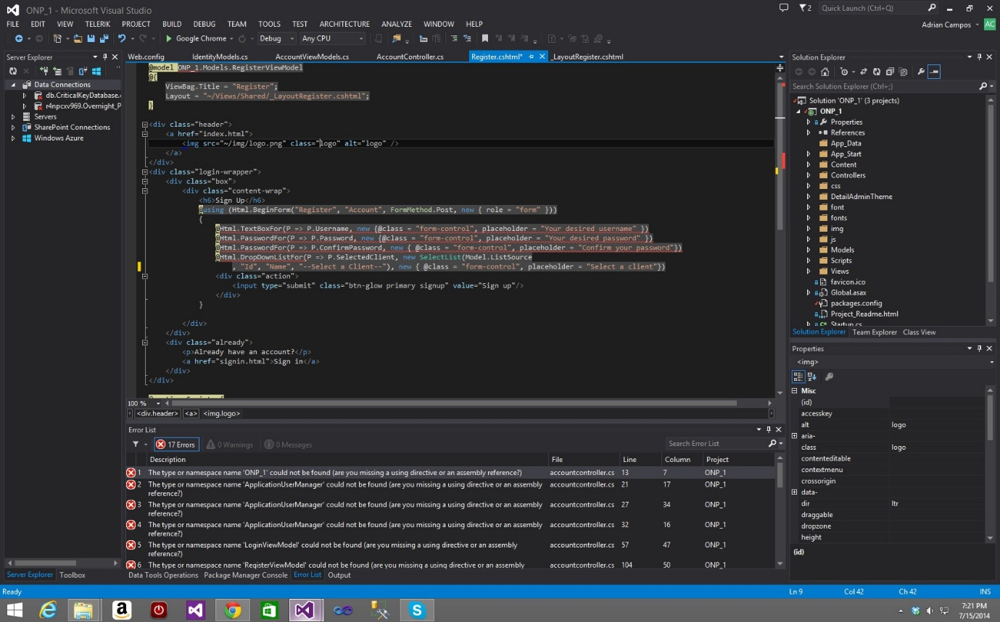 ONP_1 - Microsoft Visual Studio
2
Quick Launch (Ctrl+Q)
FILE EDIT VIEW TELERIK PROJECT BUILD DEBUG TEAM TOOLS TEST ARCHITECTURE ANALYZE WINDOW HELP
Adrian Campos AC
Google Chrome Debug Any CPU
Server Explorer
Data Connections
db.CriticalKeyDatabase.
r4npcxv969.Overnight_P
Servers
SharePoint Connections
Windows Azure
Server Explorer Toolbox
Web.config IdentityModels.cs AccountViewModels.cs AccountController.cs Register.cshtml* _LayoutRegister.cshtml
@model ONP_1.Models.RegisterViewModel
@{
ViewBag.Title = "Register";
Layout = "~/Views/Shared/_LayoutRegister.cshtml";
}
<div class="header">
<a href="index.html">
<img src="~/img/logo.png" class="logo" alt="logo" />
</a>
</div>
<div class="login-wrapper">
<div class="box">
<div class="content-wrap">
<h6>Sign Up</h6>
@using (Html.BeginForm("Register", "Account", FormMethod.Post, new { role = "form" }))
{
@Html.TextBoxFor(P => P.Username, new {@class = "form-control", placeholder = "Your desired username" })
@Html.PasswordFor(P => P.Password, new {@class = "form-control", placeholder = "Your desired password" })
@Html.PasswordFor(P => P.ConfirmPassword, new { @class = "form-control", placeholder = "Confirm your password"})
@Html.DropDownListFor(P => P.SelectedClient, new SelectList(Model.ListSource
, "Id", "Name", "--Select a Client--"), new { @class = "form-control", placeholder = "Select a client"})
<div class="action">
<input type="submit" class="btn-glow primary signup" value="Sign up"/>
</div>
}
</div>
</div>
<div class="already">
<p>Already have an account?</p>
<a href="signin.html">Sign in</a>
</div>
</div>
100 %
<div.header> <a> <img.logo>
Error List
17 Errors 0 Warnings 0 Messages
Search Error List
Description File Line Column Project
1 The type or namespace name 'ONP_1' could not be found (are you missing a using directive or an assembly reference?) accountcontroller.cs 13 7 ONP_1
2 The type or namespace name 'ApplicationUserManager' could not be found (are you missing a using directive or an assembly accountcontroller.cs 21 17 ONP_1
reference?)
3 The type or namespace name 'ApplicationUserManager' could not be found (are you missing a using directive or an assembly accountcontroller.cs 27 34 ONP_1
reference?)
4 The type or namespace name 'ApplicationUserManager' could not be found (are you missing a using directive or an assembly accountcontroller.cs 32 16 ONP_1
reference?)
5 The type or namespace name 'LoginViewModel' could not be found (are you missing a using directive or an assembly accountcontroller.cs 57 47 ONP_1
reference?)
6 The type or namespace name 'RegisterViewModel' could not be found (are you missing a using directive or an assembly accountcontroller.cs 104 50 ONP_1
Data Tools Operations Package Manager Console Error List Output
Solution Explorer
Search Solution Explorer (Ctrl+;)
Solution 'ONP_1' (3 projects)
ONP_1
Properties
References
App_Data
App_Start
Content
Controllers
css
DetailAdminTheme
font
fonts
img
js
Models
Scripts
Views
favicon.ico
Global.asax
packages.config
Project_Readme.html
Startup.cs
Solution Explorer Team Explorer Class View
Properties
<img>
Misc
(id)
accesskey
alt logo
aria-
class logo
contenteditable
contextmenu
crossorigin
data-
dir ltr
draggable
dropzone
height
(id)
Ready
Ln 9 Col 42 Ch 42 INS
7:21 PM
7/15/2014